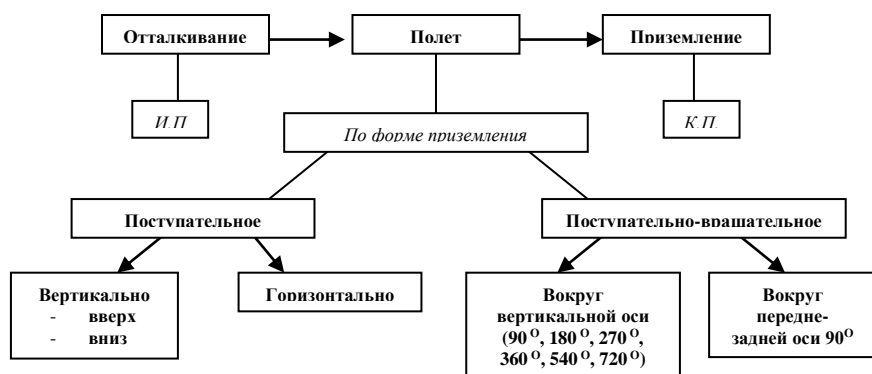 Отталкивание
Полет
Приземление
И.П
По форме приземления
К.П.
Поступательное
Поступательно-вращательное
Вертикально
- вверх
- вниз
Горизонтально
Вокруг
вертикальной оси
(90 О, 180 О, 270 О,
360 О, 540 О, 720 О)
Вокруг
передне-
задней оси 90О